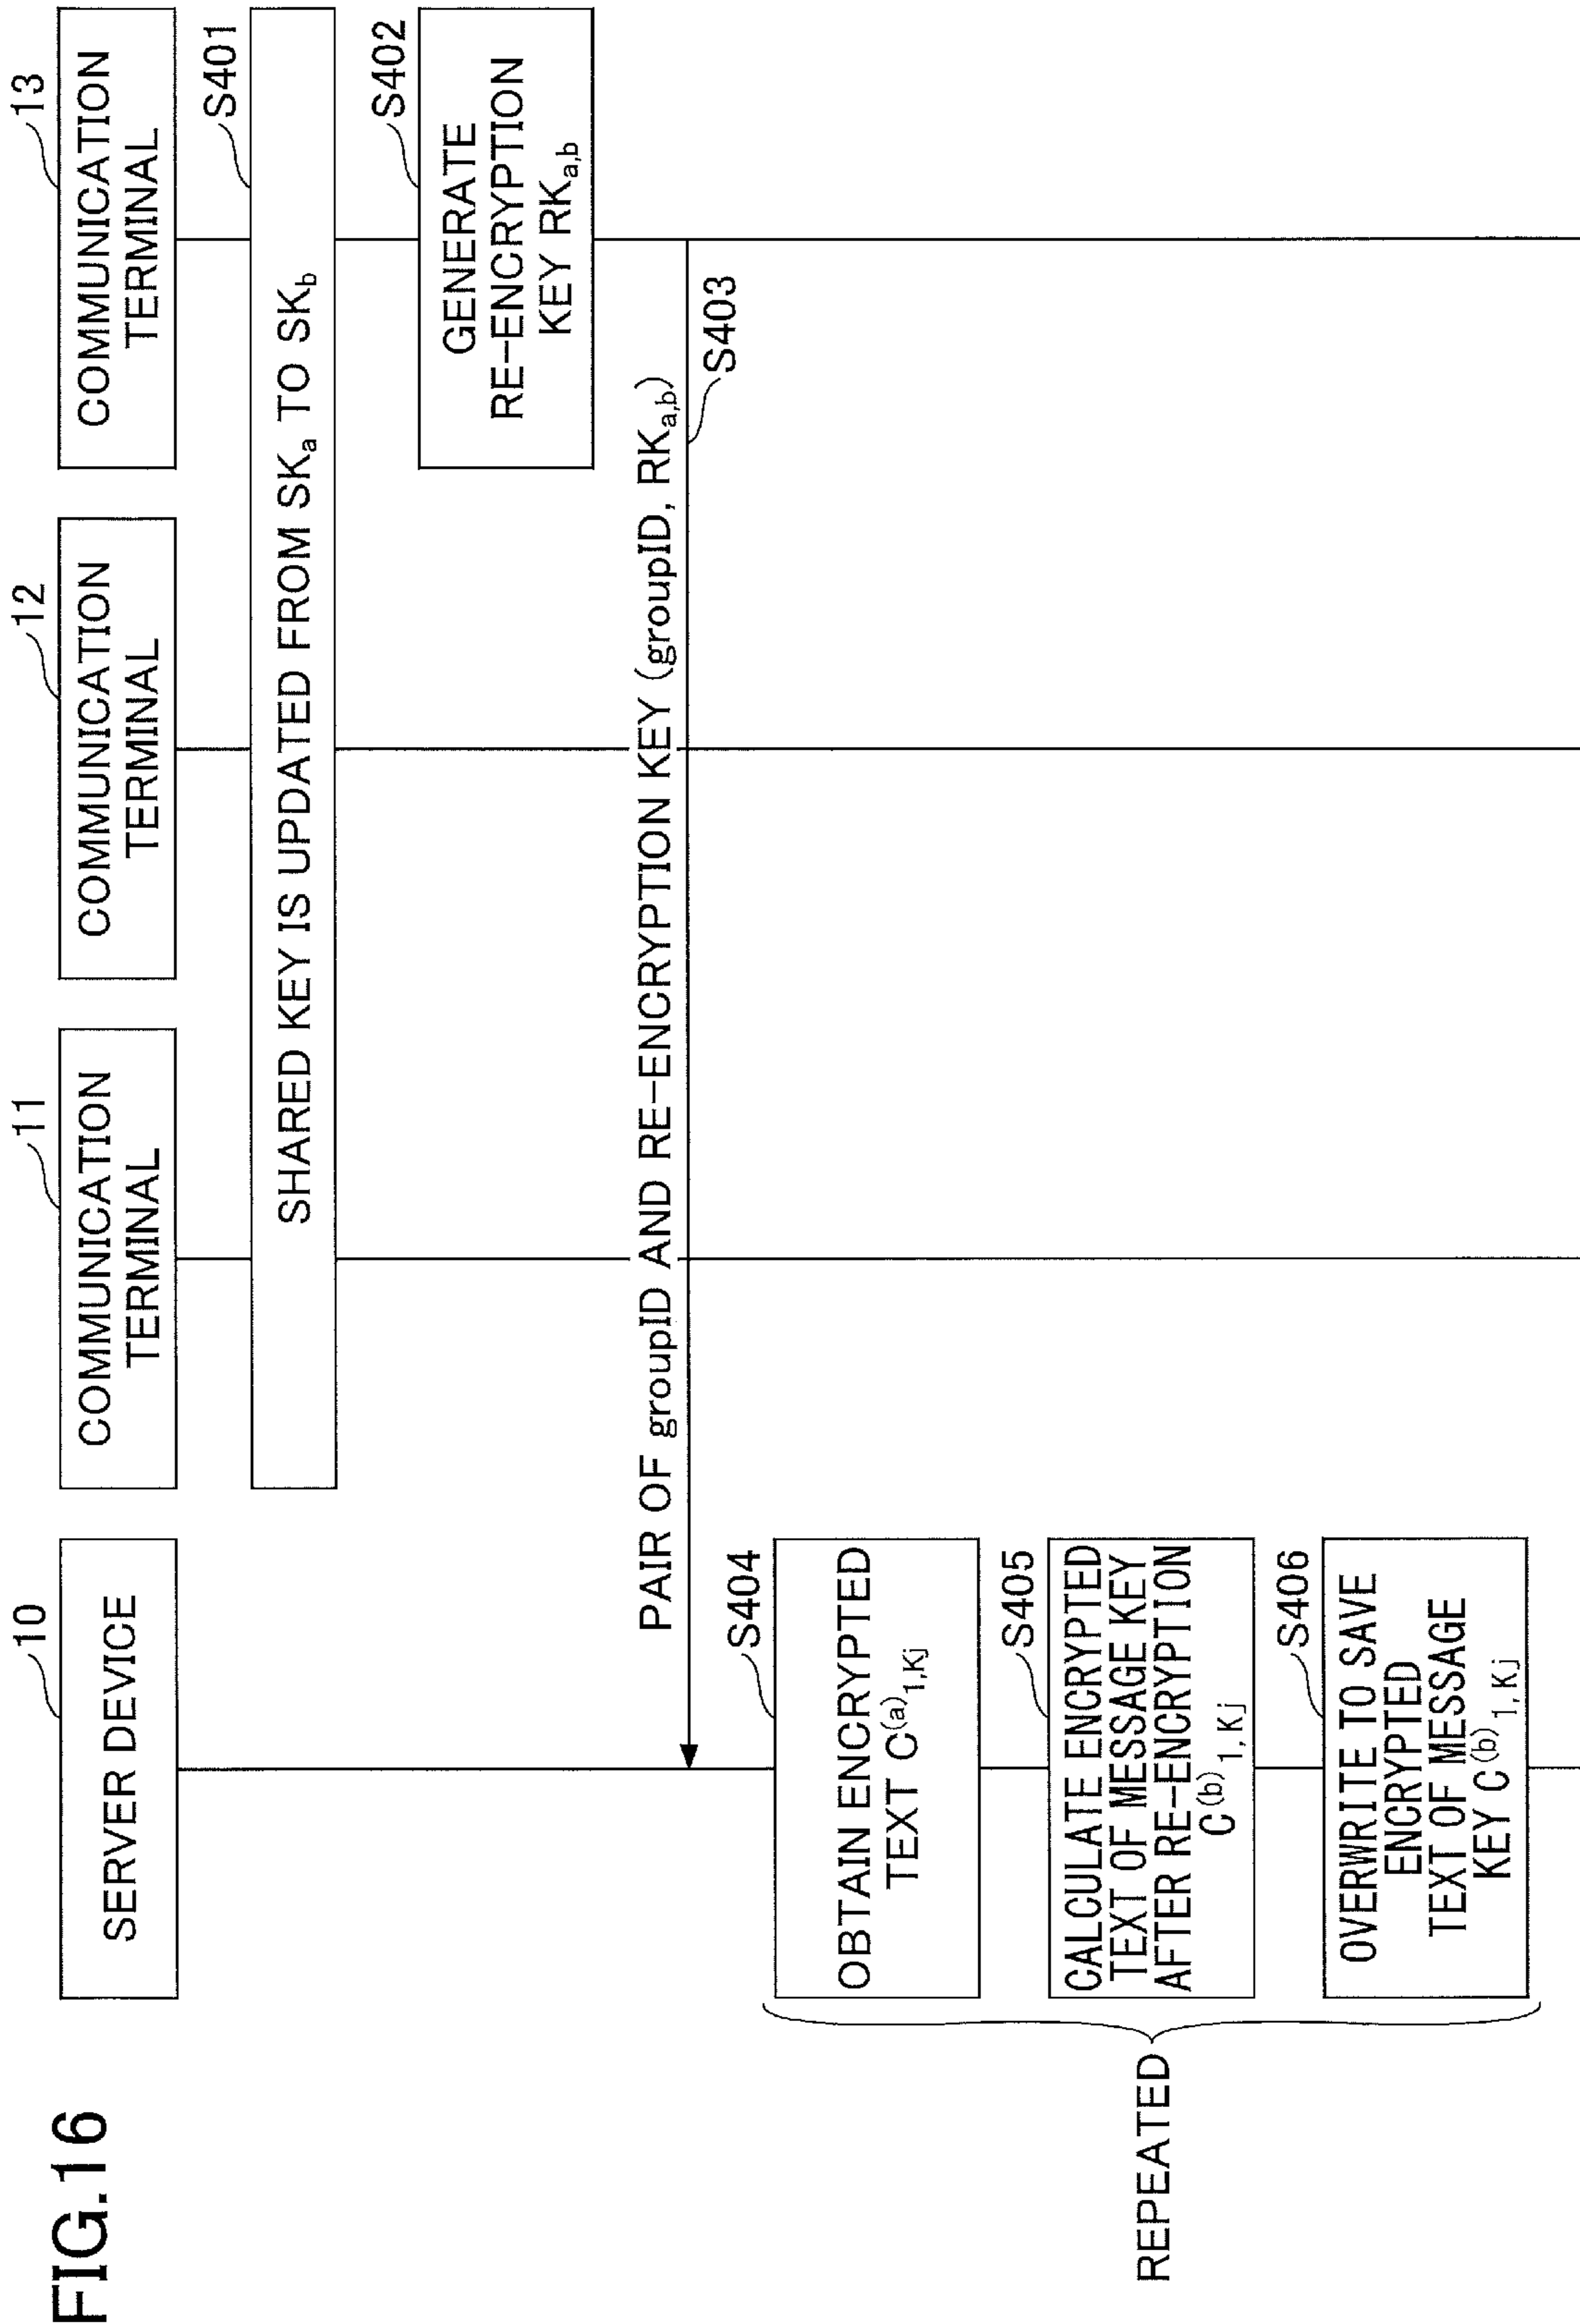 FIG.16
10
SERVER DEVICE
11
COMMUNICATION
TERMINAL
12
COMMUNICATION
TERMINAL
13
COMMUNICATION
TERMINAL
S401
SHARED KEY IS UPDATED FROM SKa TO SKb
S402
GENERATE
RE-ENCRYPTION
KEY RKa,b
PAIR OF groupID AND RE-ENCRYPTION KEY (groupID, RKa,b)
S403
REPEATED
S404
OBTAIN ENCRYPTED
TEXT C(a)1,Kj
S405
CALCULATE ENCRYPTED
TEXT OF MESSAGE KEY
AFTER RE-ENCRYPTION
C(b)1,Kj
S406
OVERWRITE TO SAVE
ENCRYPTED
TEXT OF MESSAGE
KEY C(b)1,Kj